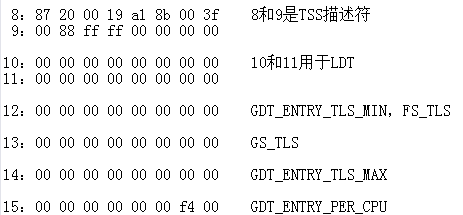 8: 87 20 00 19 a1 8b 00 3f 8和9是TSS描述符
9: 00 88 ff ff 00 00 00 00
10: 00 00 00 00 00 00 00 00 10和11用于LDT
11: 00 00 00 00 00 00 00 00
12: 00 00 00 00 00 00 00 00 GDT_ENTRY_TLS_MIN, FS_TLS
13: 00 00 00 00 00 00 00 00 GS_TLS
14: 00 00 00 00 00 00 00 00 GDT_ENTRY_TLS_MAX
15: 00 00 00 00 00 00 f4 00 GDT_ENTRY_PER_CPU